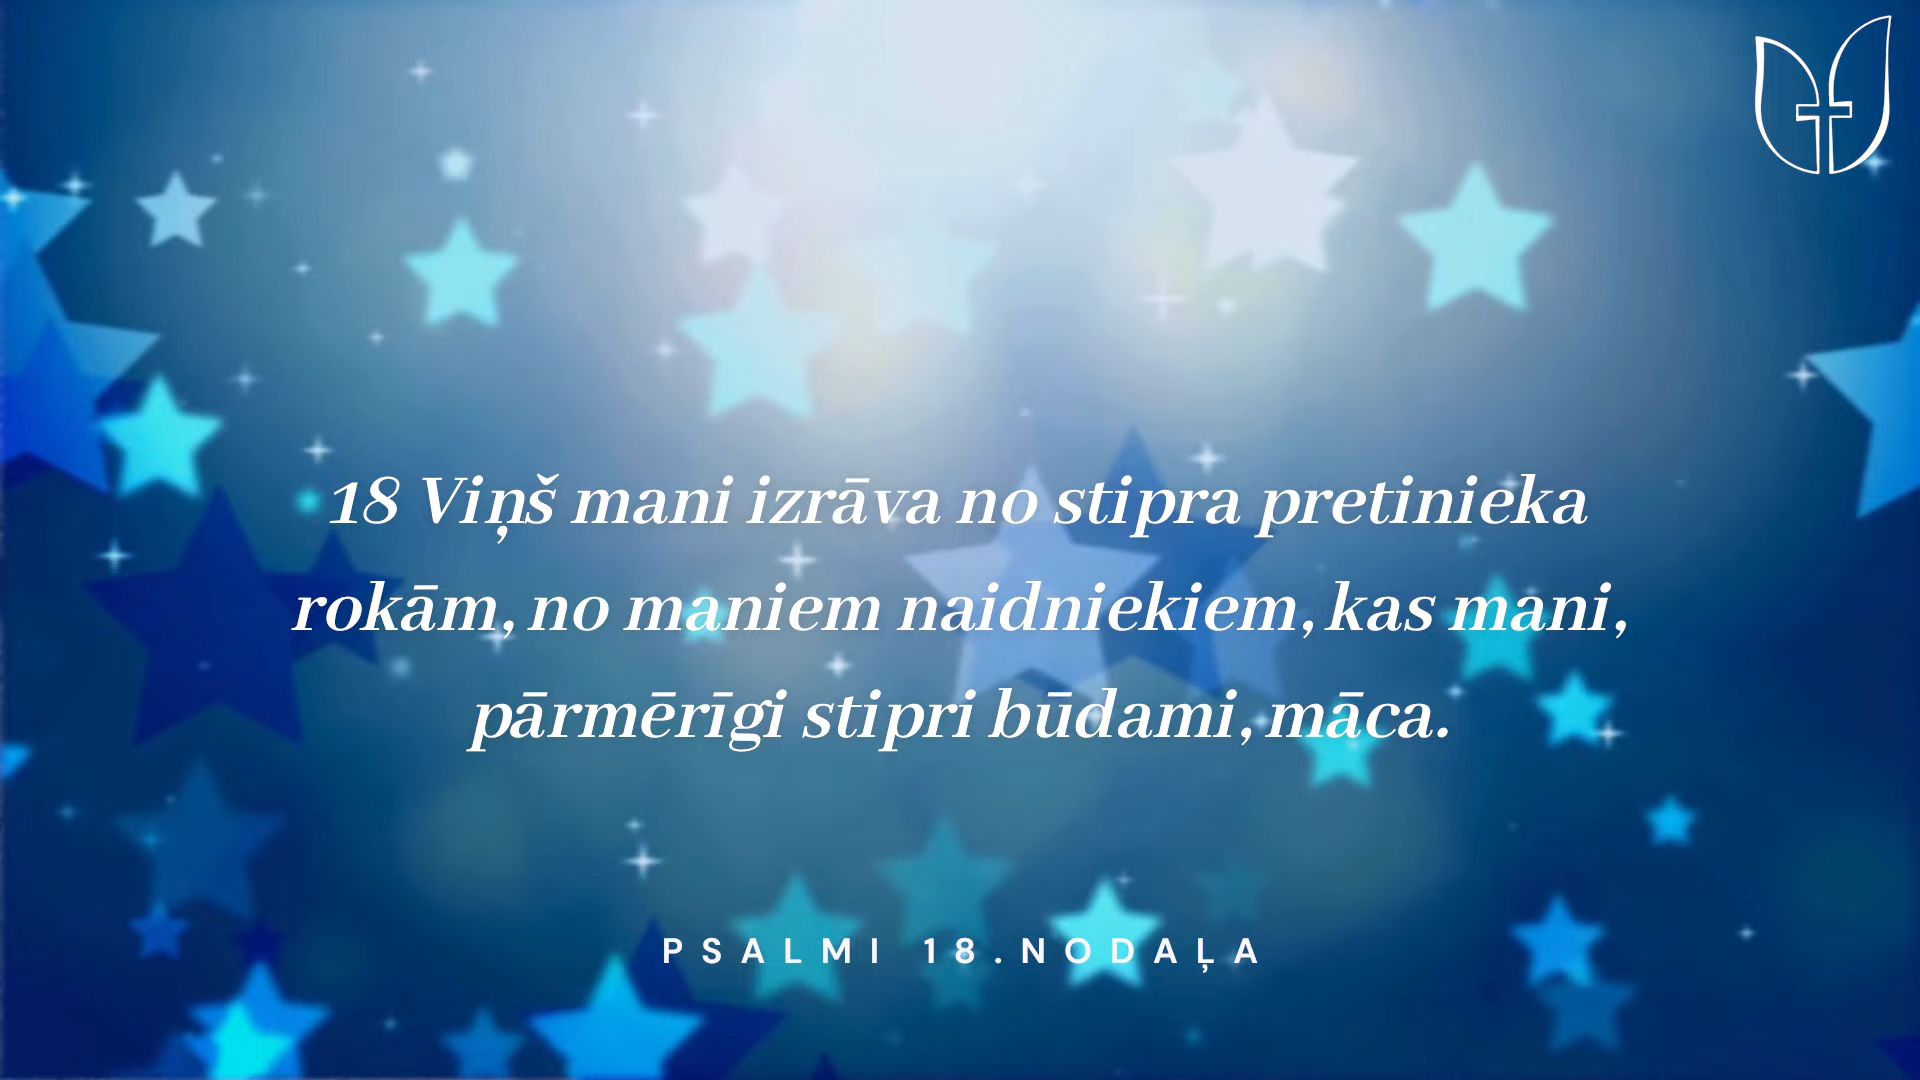 18 Viņš mani izrāva no stipra pretinieka
rokām, no maniem naidniekiem, kas mani,
pārmērīgi stipri būdami, māca.
PSALMI 18.NODAĻA